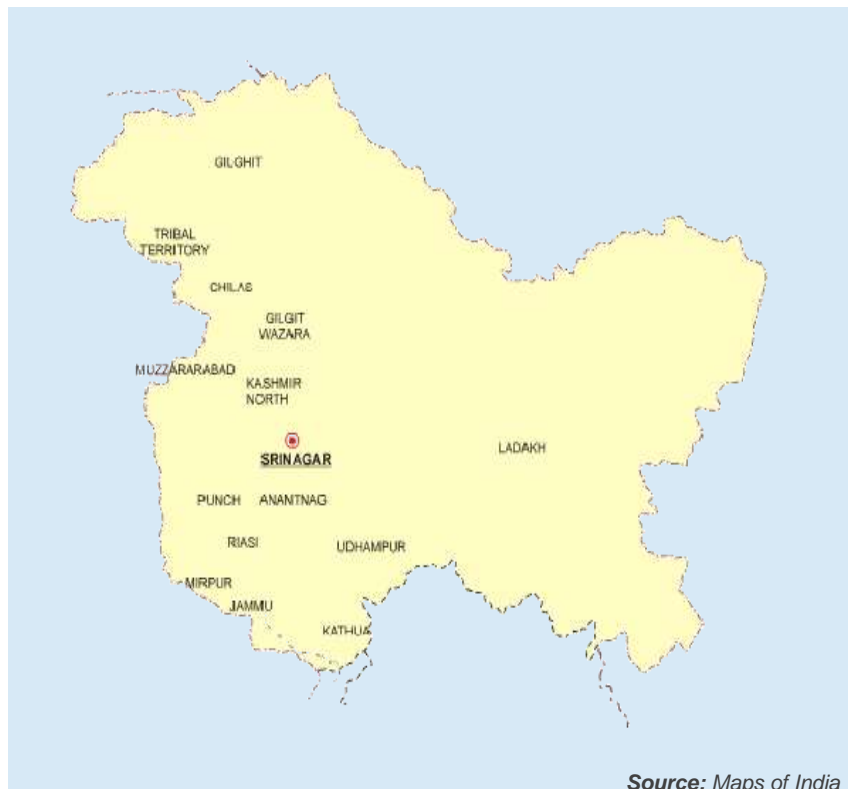 GILGHIT
TRIBAL
TERRITORY
CHILAS
GILGIT
WAZARA
MUZZARARABAD
KASHMIR
NORTH
SRINAGAR
LADAKH
PUNCH
ANANTNAG
RIASI
UDHAMPUR
MIRPUR
JAMMU
KATHUA
Source: Maps of India